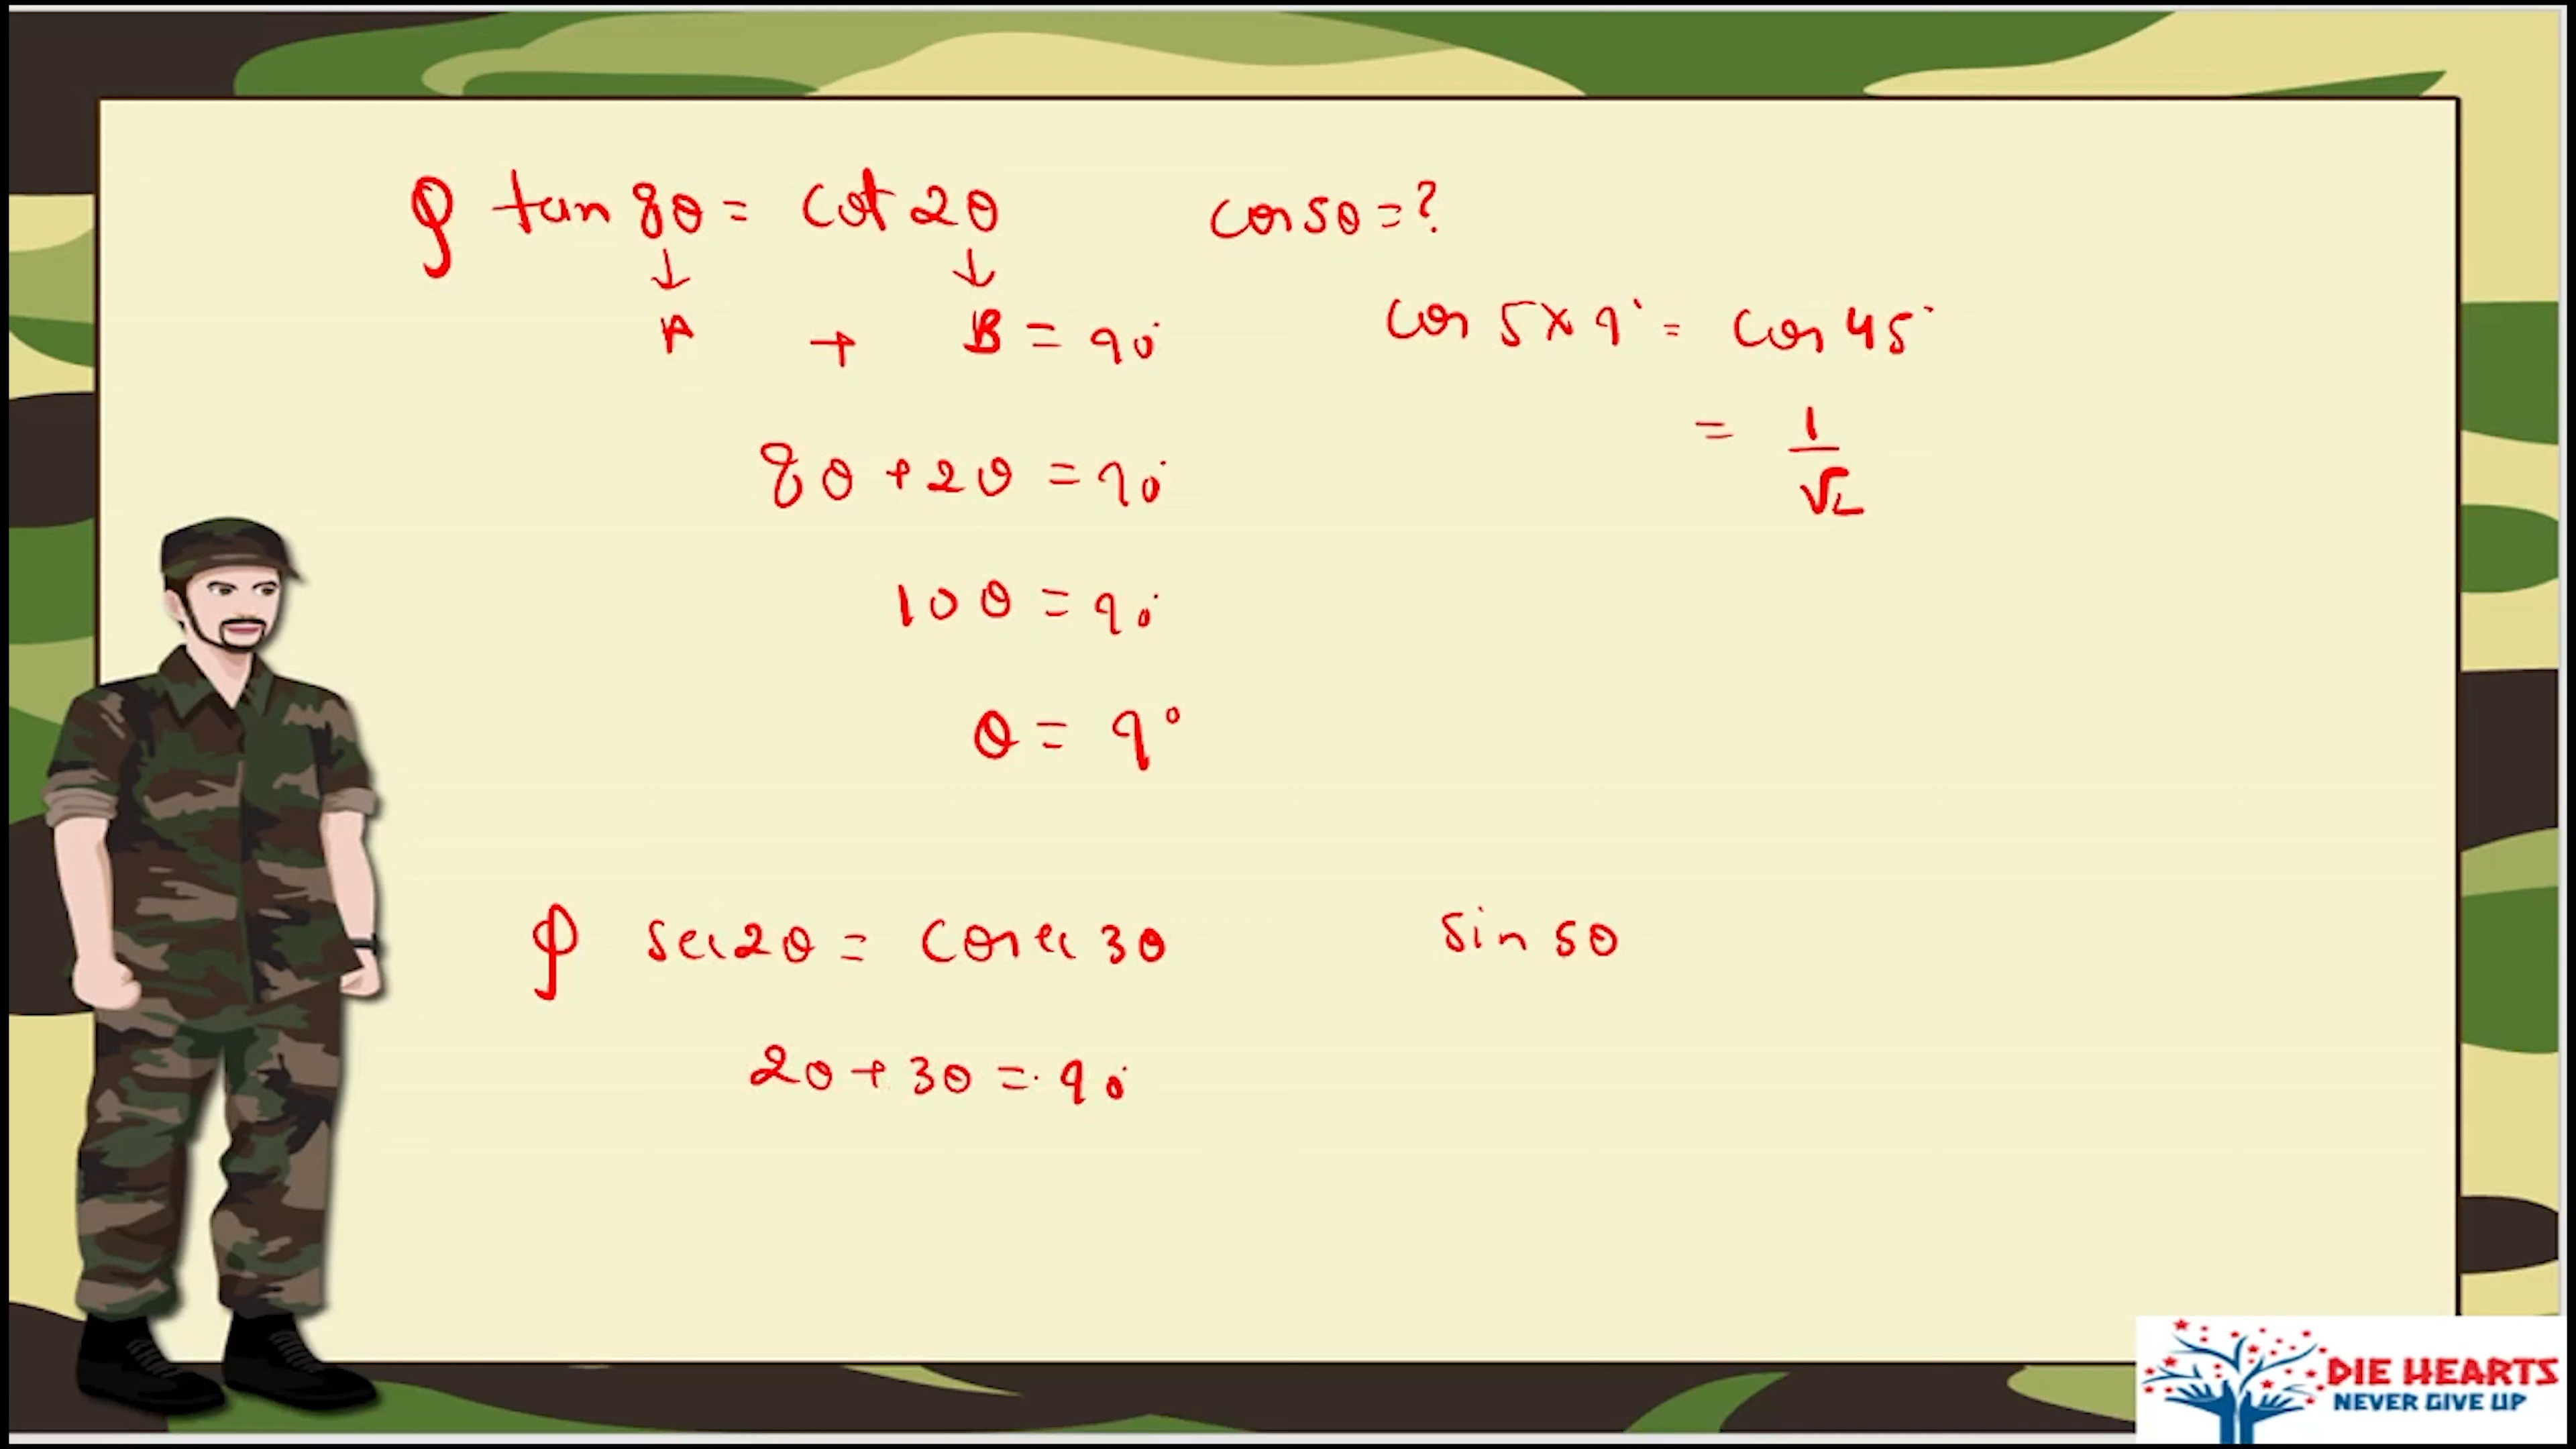 Q tan 8θ = cot 2θ cos 5θ = ?
↓ ↓
A + B = 90°
cos 5×9° = cos 45°
8θ + 2θ = 90°
= 1/√2
10θ = 90°
θ = 9°
Q sec 2θ = cosec 3θ sin 5θ
2θ + 3θ = 90°
DIE HEARTS
NEVER GIVE UP